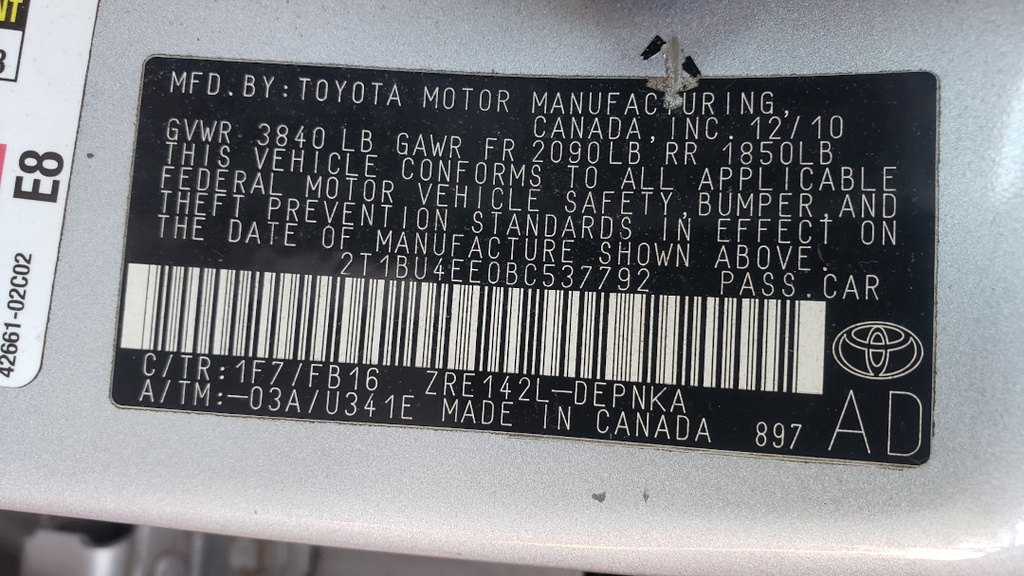 NT
8
E8
42661-02C02
MFD.BY:TOYOTA MOTOR MANUFACTURING,
CANADA,INC. 12/10
GVWR 3840 LB GAWR FR 2090LB RR 1850LB
THIS VEHICLE CONFORMS TO ALL APPLICABLE
FEDERAL MOTOR VEHICLE SAFETY,BUMPER,AND
THEFT PREVENTION STANDARDS IN EFFECT ON
THE DATE OF MANUFACTURE SHOWN ABOVE.
2T1BU4EE0BC537792 PASS.CAR
C/TR:1F7/FB16 ZRE142L-DEPNKA
A/TM:-03A/U341E MADE IN CANADA 897 AD